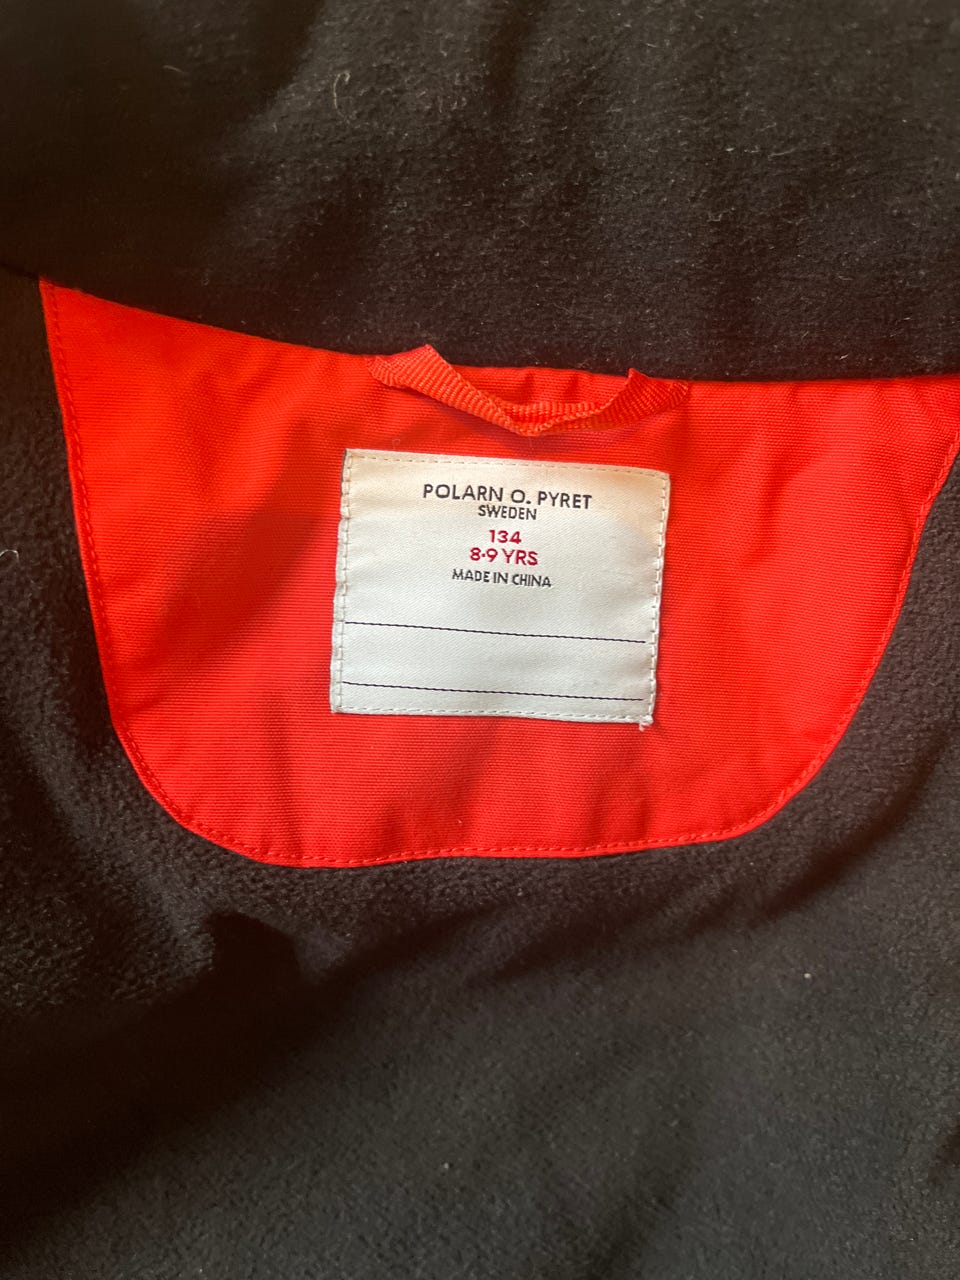 POLARN O. PYRET
SWEDEN
134
8-9 YRS
MADE IN CHINA